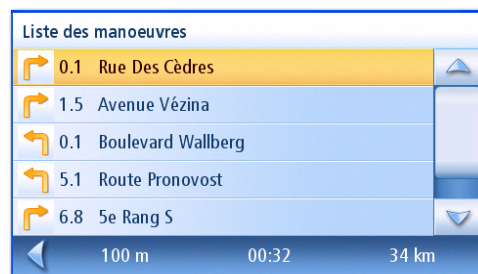 Liste des manoeuvres
0.1 Rue Des Cèdres
1.5 Avenue Vézina
0.1 Boulevard Wallberg
5.1 Route Pronovost
6.8 5e Rang S
100 m 00:32 34 km